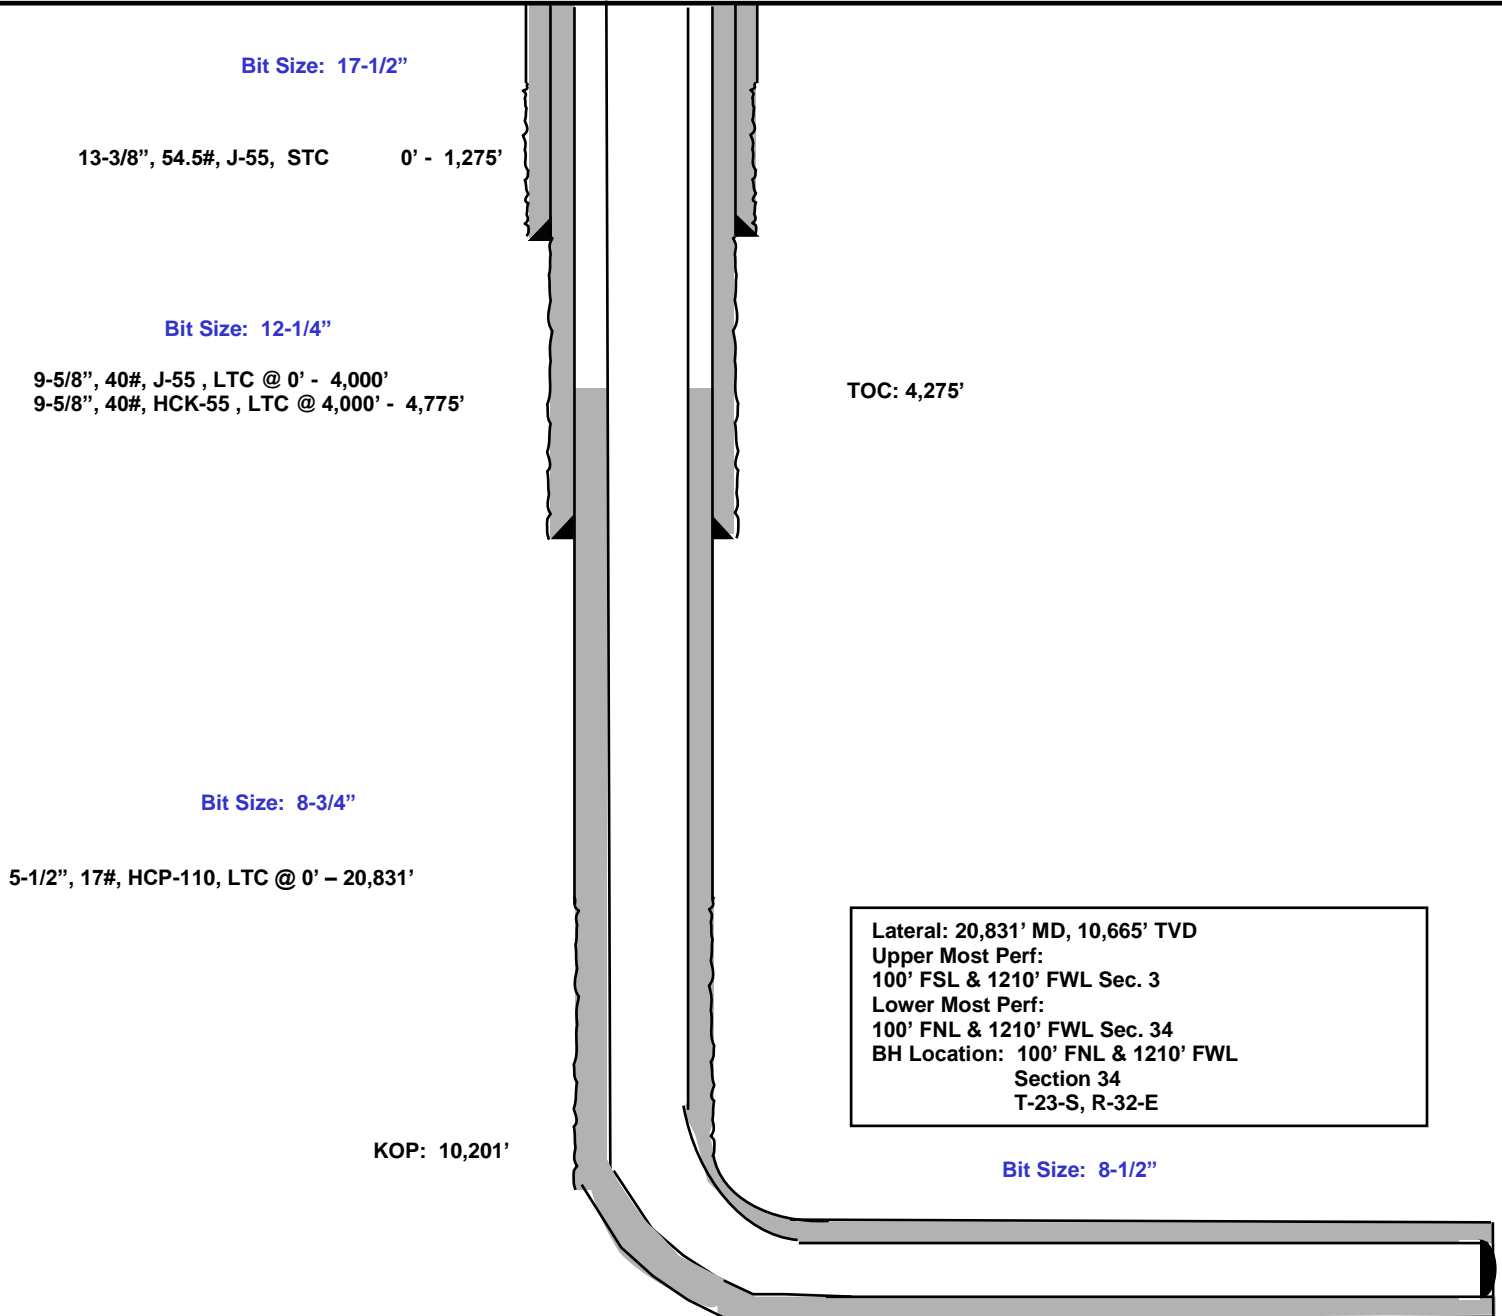 Bit Size: 17-1/2”
13-3/8”, 54.5#, J-55, STC 0’ - 1,275’
Bit Size: 12-1/4”
9-5/8”, 40#, J-55 , LTC @ 0’ - 4,000’
9-5/8”, 40#, HCK-55 , LTC @ 4,000’ - 4,775’
TOC: 4,275’
Bit Size: 8-3/4”
5-1/2”, 17#, HCP-110, LTC @ 0’ – 20,831’
Lateral: 20,831’ MD, 10,665’ TVD
Upper Most Perf:
100’ FSL & 1210’ FWL Sec. 3
Lower Most Perf:
100’ FNL & 1210’ FWL Sec. 34
BH Location: 100’ FNL & 1210’ FWL
Section 34
T-23-S, R-32-E
KOP: 10,201’
Bit Size: 8-1/2”